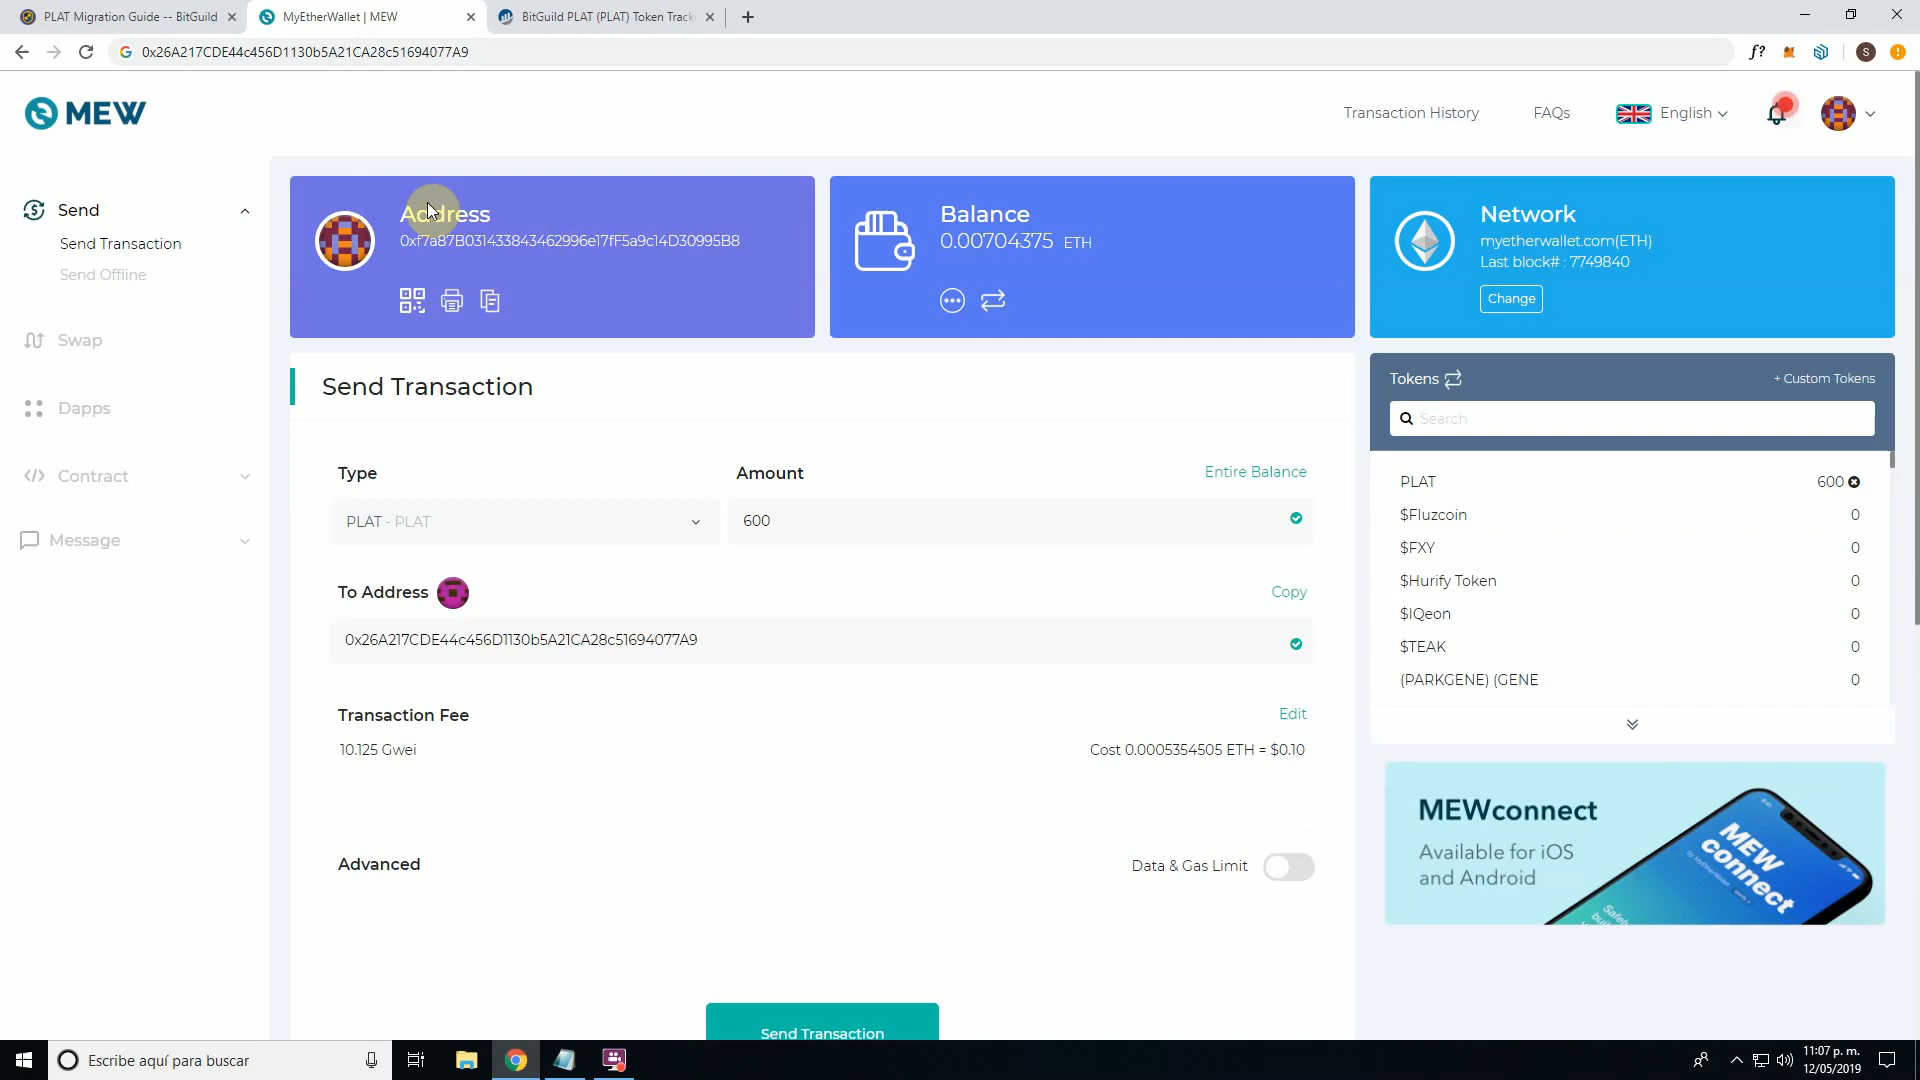 PLAT Migration Guide -- BitGuild
MyEtherWallet | MEW
BitGuild PLAT (PLAT) Token Track
0x26A217CDE44c456D1130b5A21CA28c51694077A9
f?
S
MEW
Transaction History
FAQs
English
Send
Send Transaction
Send Offline
Swap
Dapps
Contract
Message
Address
0xf7a87B031433843462996e17fF5a9c14D30995B8
Balance
0.00704375 ETH
Network
myetherwallet.com(ETH)
Last block# : 7749840
Change
Send Transaction
Type
Amount
Entire Balance
PLAT - PLAT
600
To Address
Copy
0x26A217CDE44c456D1130b5A21CA28c51694077A9
Transaction Fee
Edit
10.125 Gwei
Cost 0.0005354505 ETH = $0.10
Advanced
Data & Gas Limit
Send Transaction
Tokens
+ Custom Tokens
Search
PLAT 600
$Fluzcoin 0
$FXY 0
$Hurify Token 0
$IQeon 0
$TEAK 0
(PARKGENE) (GENE 0
MEWconnect
Available for iOS
and Android
MEW
connect
by MyEtherWallet
Escribe aquí para buscar
11:07 p. m.
12/05/2019